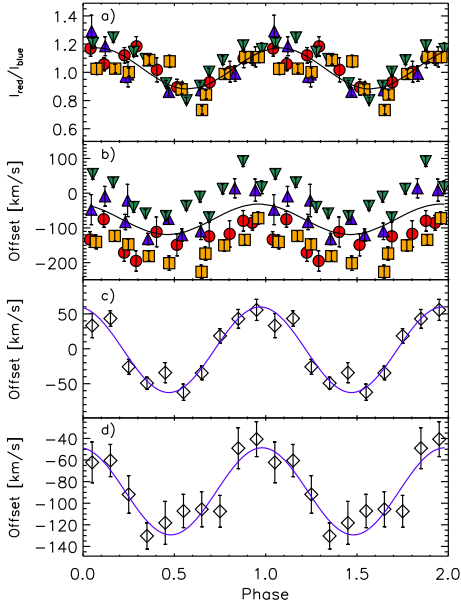 a)
1.4
1.2
1.0
0.8
0.6
I_red/I_blue
b)
100
0
-100
-200
Offset [km/s]
c)
50
0
-50
Offset [km/s]
d)
-40
-60
-80
-100
-120
-140
Offset [km/s]
0.0 0.5 1.0 1.5 2.0
Phase